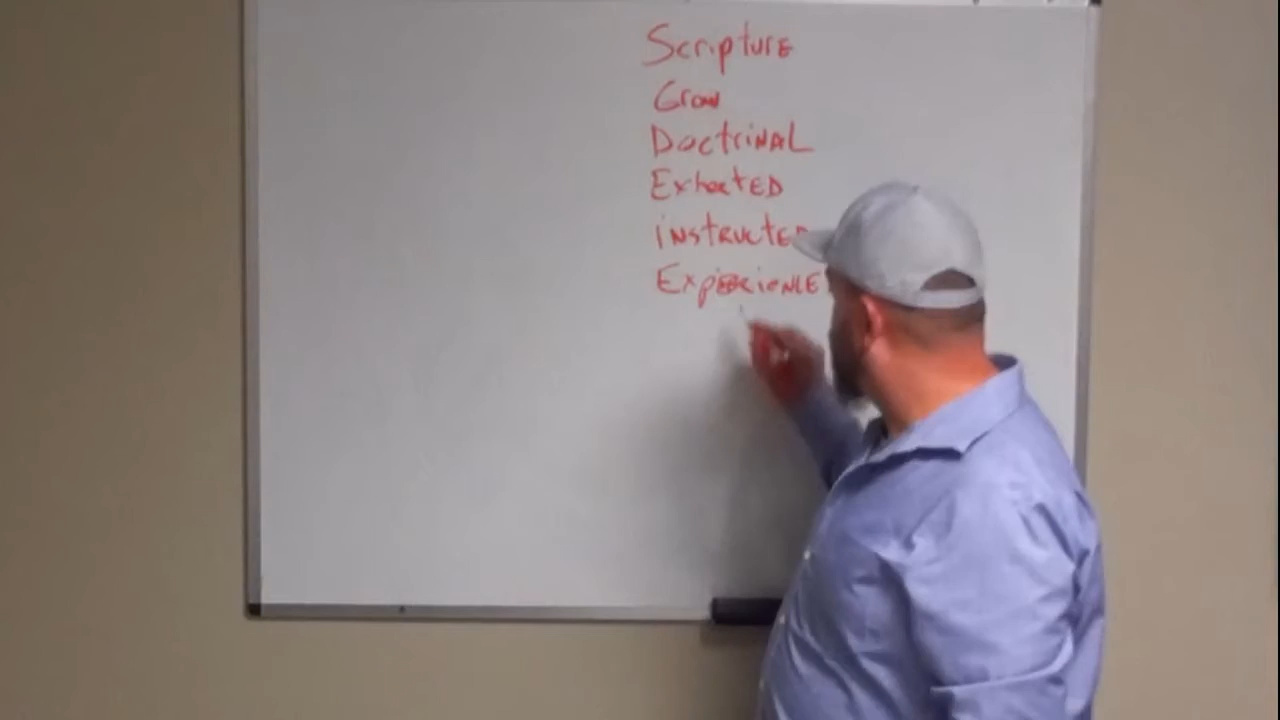 Scripture
Grow
Doctrinal
Exhorted
instructed
Experience